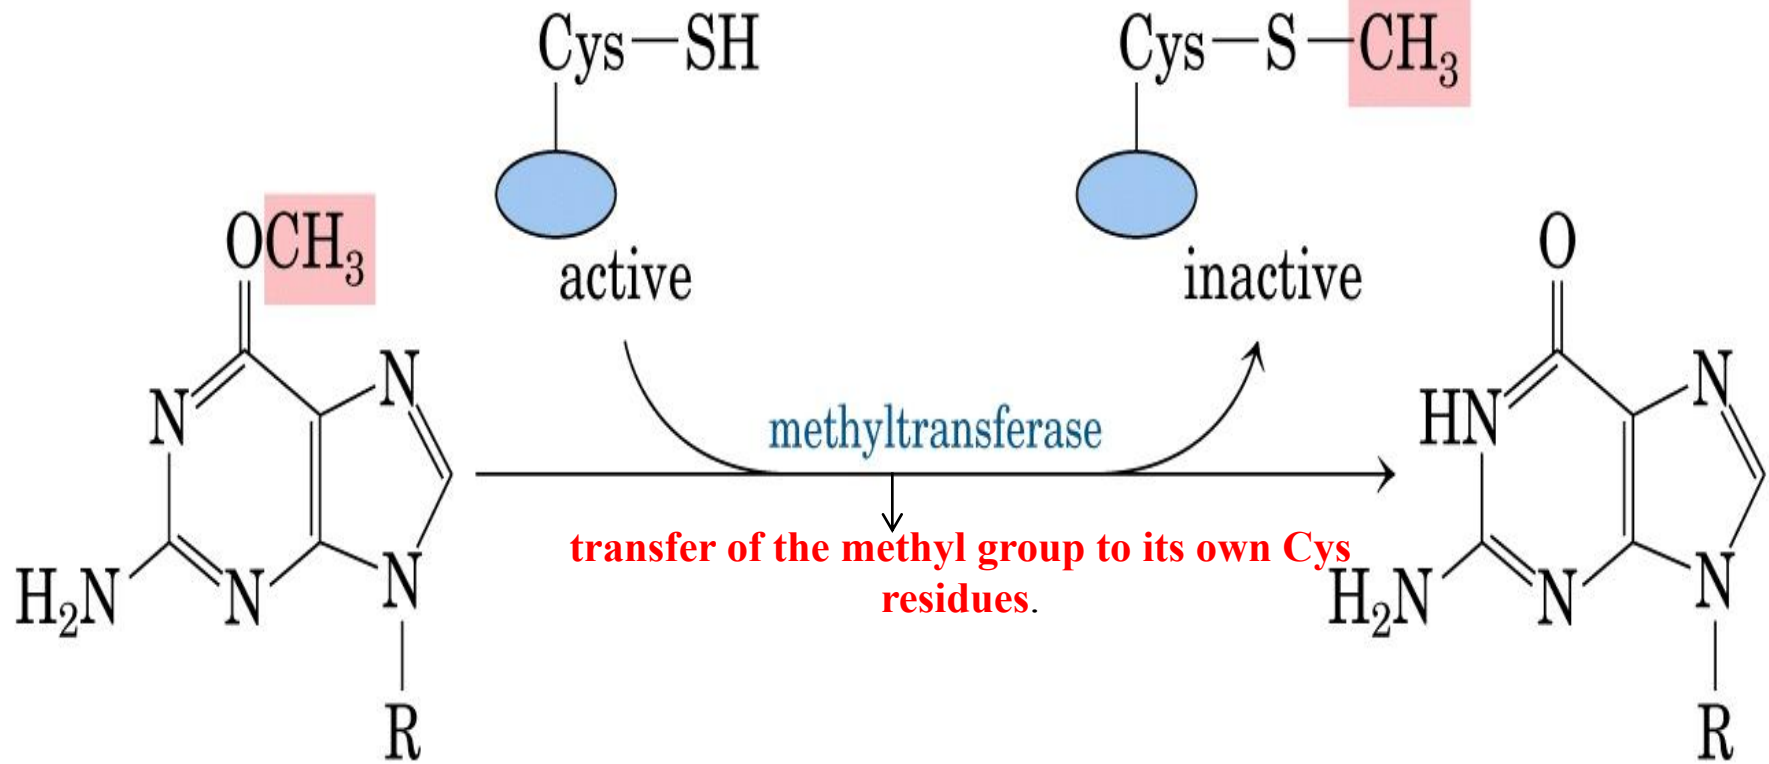 Cys—SH
Cys—S—CH₃
active
inactive
OCH₃
O
N
N
N
N
H₂N
R
methyltransferase
transfer of the methyl group to its own Cys
residues.
HN
N
N
N
H₂N
R